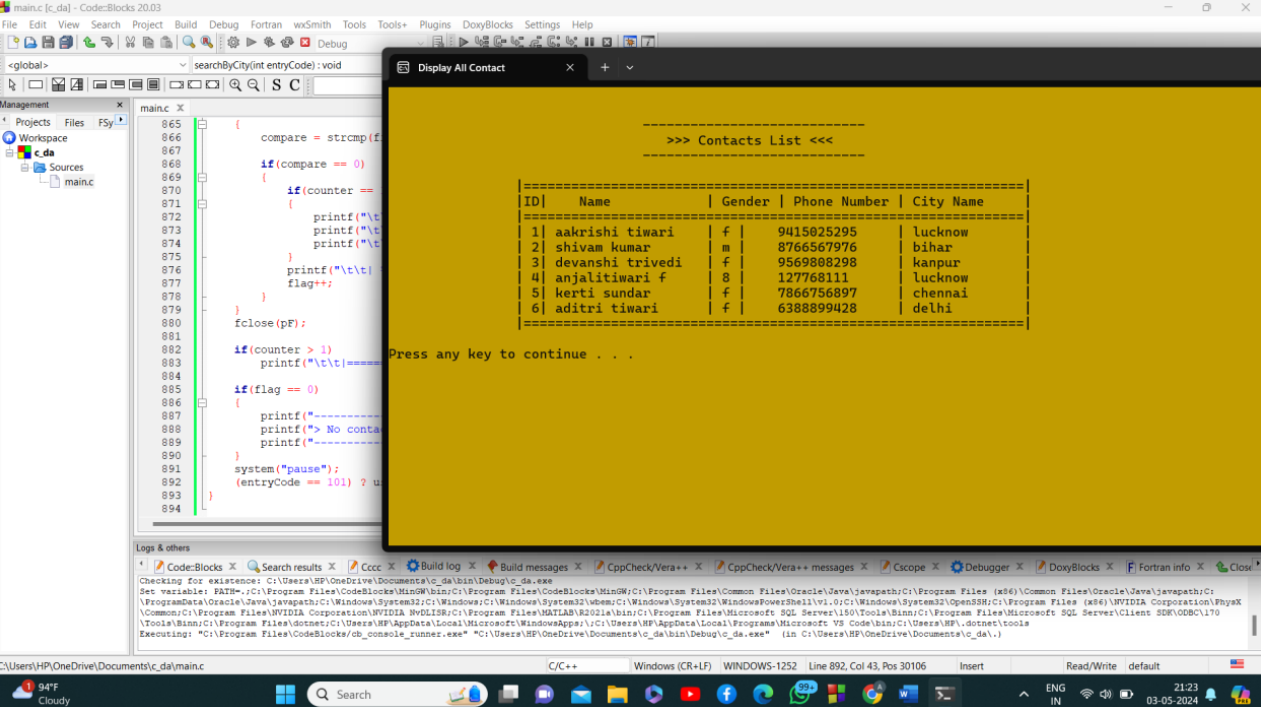 main.c [c_da] - Code::Blocks 20.03
File Edit View Search Project Build Debug Fortran wxSmith Tools Tools+ Plugins DoxyBlocks Settings Help
Debug
<global>
searchByCity(int entryCode) : void
S C
Management
Projects Files FSy
Workspace
c_da
Sources
main.c
main.c
865 {
866 compare = strcmp(f
867
868 if(compare == 0)
869 {
870 if(counter ==
871 {
872 printf("\t
873 printf("\t
874 printf("\t
875 }
876 printf("\t\t|
877 flag++;
878 }
879 }
880 fclose(pF);
881
882 if(counter > 1)
883 printf("\t\t|=====
884
885 if(flag == 0)
886 {
887 printf("----------
888 printf("> No conta
889 printf("----------
890 }
891 system("pause");
892 (entryCode == 101) ? u
893 }
894
Display All Contact
----------------------------
>>> Contacts List <<<
----------------------------
|===============================================================|
|ID| Name | Gender | Phone Number | City Name |
|===============================================================|
| 1| aakrishi tiwari | f | 9415025295 | lucknow |
| 2| shivam kumar | m | 8766567976 | bihar |
| 3| devanshi trivedi | f | 9569808298 | kanpur |
| 4| anjalitiwari f | 8 | 127768111 | lucknow |
| 5| kerti sundar | f | 7866756897 | chennai |
| 6| aditri tiwari | f | 6388899428 | delhi |
|===============================================================|
Press any key to continue . . .
Logs & others
Code::Blocks Search results Cccc Build log Build messages CppCheck/Vera++ CppCheck/Vera++ messages Cscope Debugger DoxyBlocks Fortran info Close
Checking for existence: C:\Users\HP\OneDrive\Documents\c_da\bin\Debug\c_da.exe
Set variable: PATH=.;C:\Program Files\CodeBlocks\MinGW\bin;C:\Program Files\CodeBlocks\MinGW;C:\Program Files\Common Files\Oracle\Java\javapath;C:\Program Files (x86)\Common Files\Oracle\Java\javapath;C:
\ProgramData\Oracle\Java\javapath;C:\Windows\System32;C:\Windows;C:\Windows\System32\wbem;C:\Windows\System32\WindowsPowerShell\v1.0;C:\Windows\System32\OpenSSH;C:\Program Files (x86)\NVIDIA Corporation\PhysX
\Common;C:\Program Files\NVIDIA Corporation\NVIDIA NvDLISR;C:\Program Files\MATLAB\R2021a\bin;C:\Program Files\Microsoft SQL Server\150\Tools\Binn;C:\Program Files\Microsoft SQL Server\Client SDK\ODBC\170
\Tools\Binn;C:\Program Files\dotnet;C:\Users\HP\AppData\Local\Microsoft\WindowsApps;\;C:\Users\HP\AppData\Local\Programs\Microsoft VS Code\bin;C:\Users\HP\.dotnet\tools
Executing: "C:\Program Files\CodeBlocks/cb_console_runner.exe" "C:\Users\HP\OneDrive\Documents\c_da\bin\Debug\c_da.exe" (in C:\Users\HP\OneDrive\Documents\c_da\.)
C:\Users\HP\OneDrive\Documents\c_da\main.c C/C++ Windows (CR+LF) WINDOWS-1252 Line 892, Col 43, Pos 30106 Insert Read/Write default
1
94°F
Cloudy
Search
99+
ENG
IN
21:23
03-05-2024